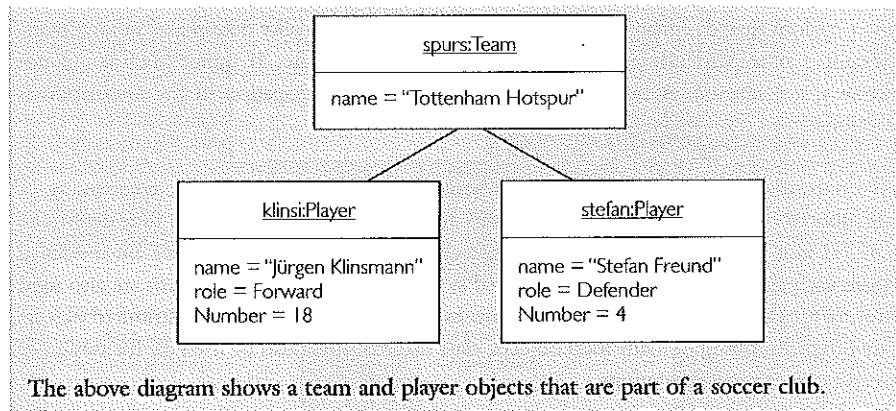 spurs:Team
name = "Tottenham Hotspur"
klinsi:Player
name = "Jürgen Klinsmann"
role = Forward
Number = 18
stefan:Player
name = "Stefan Freund"
role = Defender
Number = 4
The above diagram shows a team and player objects that are part of a soccer club.